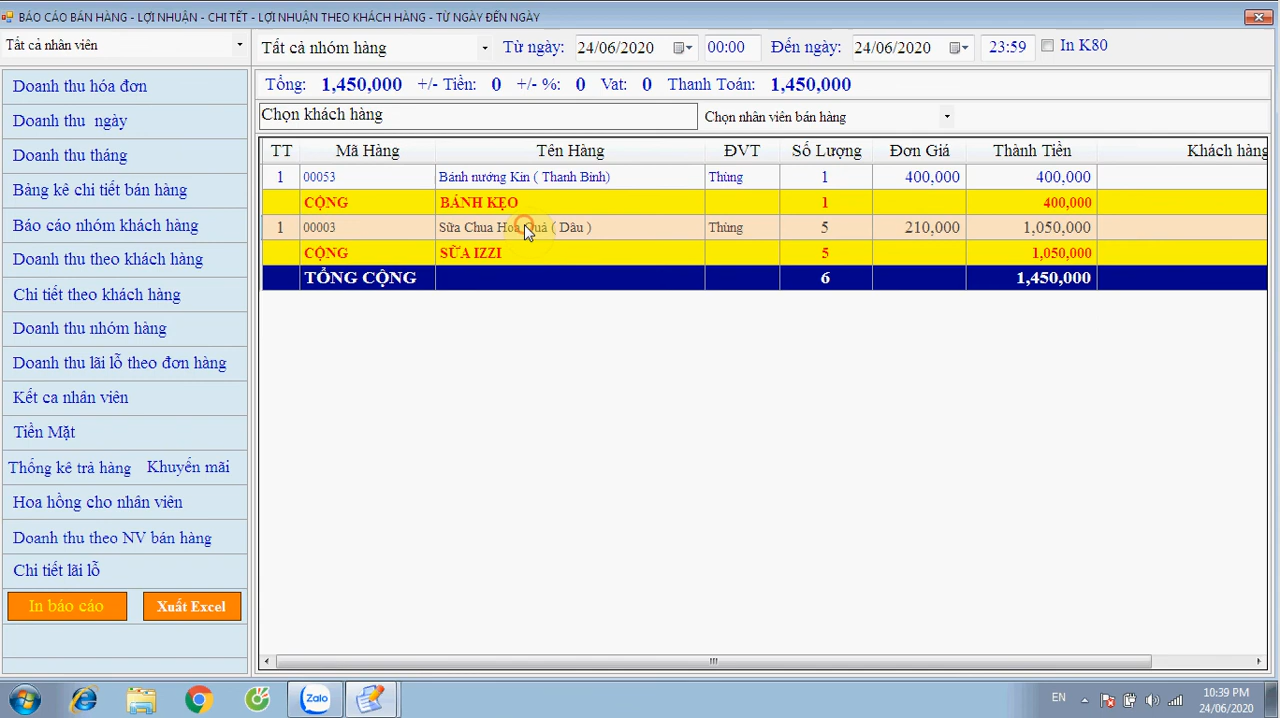 BÁO CÁO BÁN HÀNG - LỢI NHUẬN - CHI TẾT - LỢI NHUẬN THEO KHÁCH HÀNG - TỪ NGÀY ĐẾN NGÀY
Tất cả nhân viên
Tất cả nhóm hàng Từ ngày: 24/06/2020 00:00 Đến ngày: 24/06/2020 23:59 In K80
Tổng: 1,450,000 +/- Tiền: 0 +/- %: 0 Vat: 0 Thanh Toán: 1,450,000
Chọn khách hàng Chọn nhân viên bán hàng
Doanh thu hóa đơn
Doanh thu ngày
Doanh thu tháng
Bảng kê chi tiết bán hàng
Báo cáo nhóm khách hàng
Doanh thu theo khách hàng
Chi tiết theo khách hàng
Doanh thu nhóm hàng
Doanh thu lãi lỗ theo đơn hàng
Kết ca nhân viên
Tiền Mặt
Thống kê trả hàng Khuyến mãi
Hoa hồng cho nhân viên
Doanh thu theo NV bán hàng
Chi tiết lãi lỗ
In báo cáo Xuất Excel
TT Mã Hàng Tên Hàng ĐVT Số Lượng Đơn Giá Thành Tiền Khách hàng
1 00053 Bánh nướng Kin ( Thanh Bình) Thùng 1 400,000 400,000
CỘNG BÁNH KẸO 1 400,000
1 00003 Sữa Chua Hoa Quả ( Dâu ) Thùng 5 210,000 1,050,000
CỘNG SỮA IZZI 5 1,050,000
TỔNG CỘNG 6 1,450,000
Zalo
EN
10:39 PM
24/06/2020